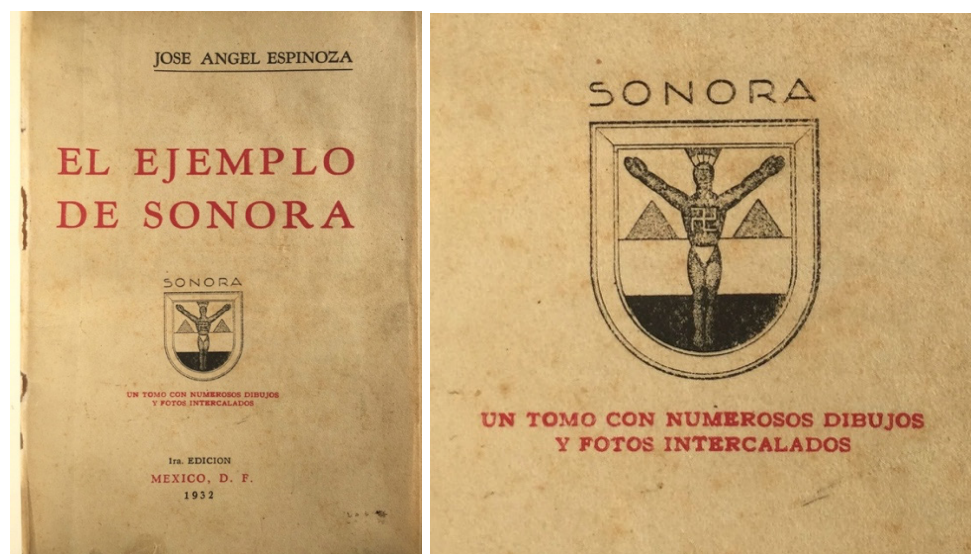 JOSE ANGEL ESPINOZA
EL EJEMPLO
DE SONORA
SONORA
UN TOMO CON NUMEROSOS DIBUJOS
Y FOTOS INTERCALADOS
1ra. EDICION
MEXICO, D. F.
1932
SONORA
UN TOMO CON NUMEROSOS DIBUJOS
Y FOTOS INTERCALADOS